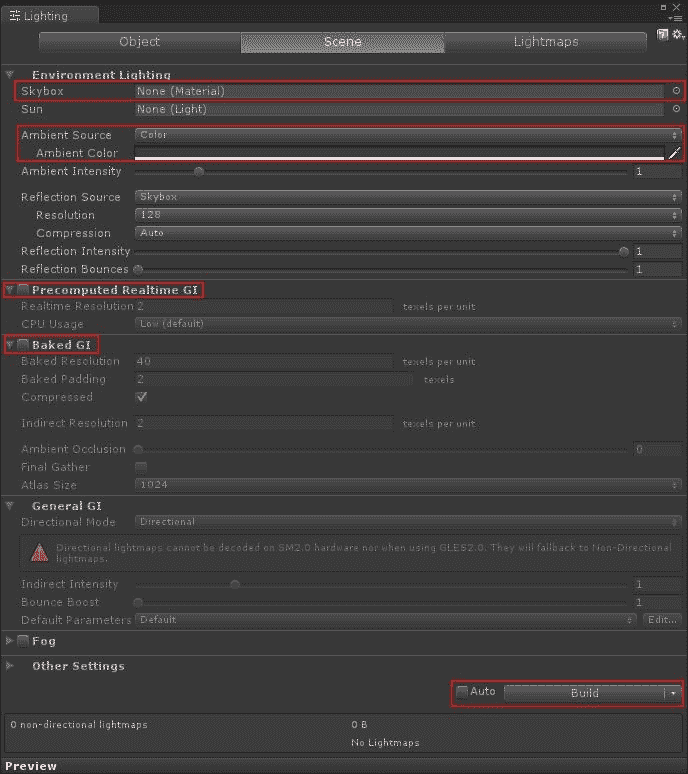 Lighting
Object Scene Lightmaps
Environment Lighting
Skybox None (Material)
Sun None (Light)
Ambient Source Color
Ambient Color
Ambient Intensity 1
Reflection Source Skybox
Resolution 128
Compression Auto
Reflection Intensity 1
Reflection Bounces 1
Precomputed Realtime GI
Realtime Resolution 2 texels per unit
CPU Usage Low (default)
Baked GI
Baked Resolution 40 texels per unit
Baked Padding 2 texels
Compressed
Indirect Resolution 2 texels per unit
Ambient Occlusion 0
Final Gather
Atlas Size 1024
General GI
Directional Mode Directional
Directional lightmaps cannot be decoded on SM2.0 hardware nor when using GLES2.0. They will fallback to Non-Directional
lightmaps.
Indirect Intensity 1
Bounce Boost 1
Default Parameters Default Edit...
Fog
Other Settings
Auto Build
0 non-directional lightmaps 0 B
No Lightmaps
Preview